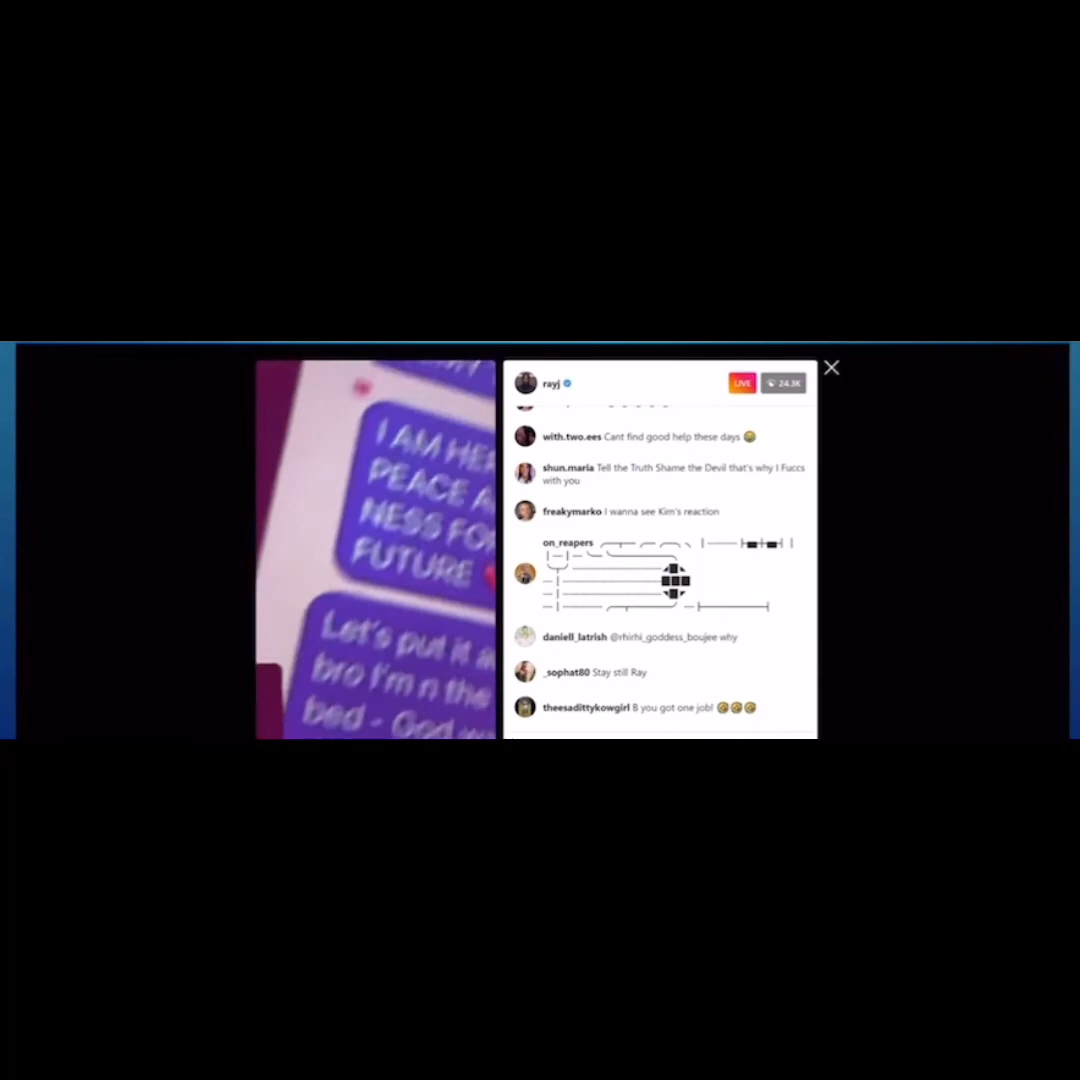 I AM HE
PEACE A
NESS FO
FUTURE
Let's put it
bro I'm n the
bed - God
rayj
LIVE
24.3K
with.two.ees Cant find good help these days 😂
shun.maria Tell the Truth Shame the Devil that's why I Fuccs
with you
freakymarko I wanna see Kim's reaction
on_reapers
daniell_latrish @rhirhi_goddess_boujee why
_sophat80 Stay still Ray
theesadittykowgirl B you got one job! 🤣🤣🤣